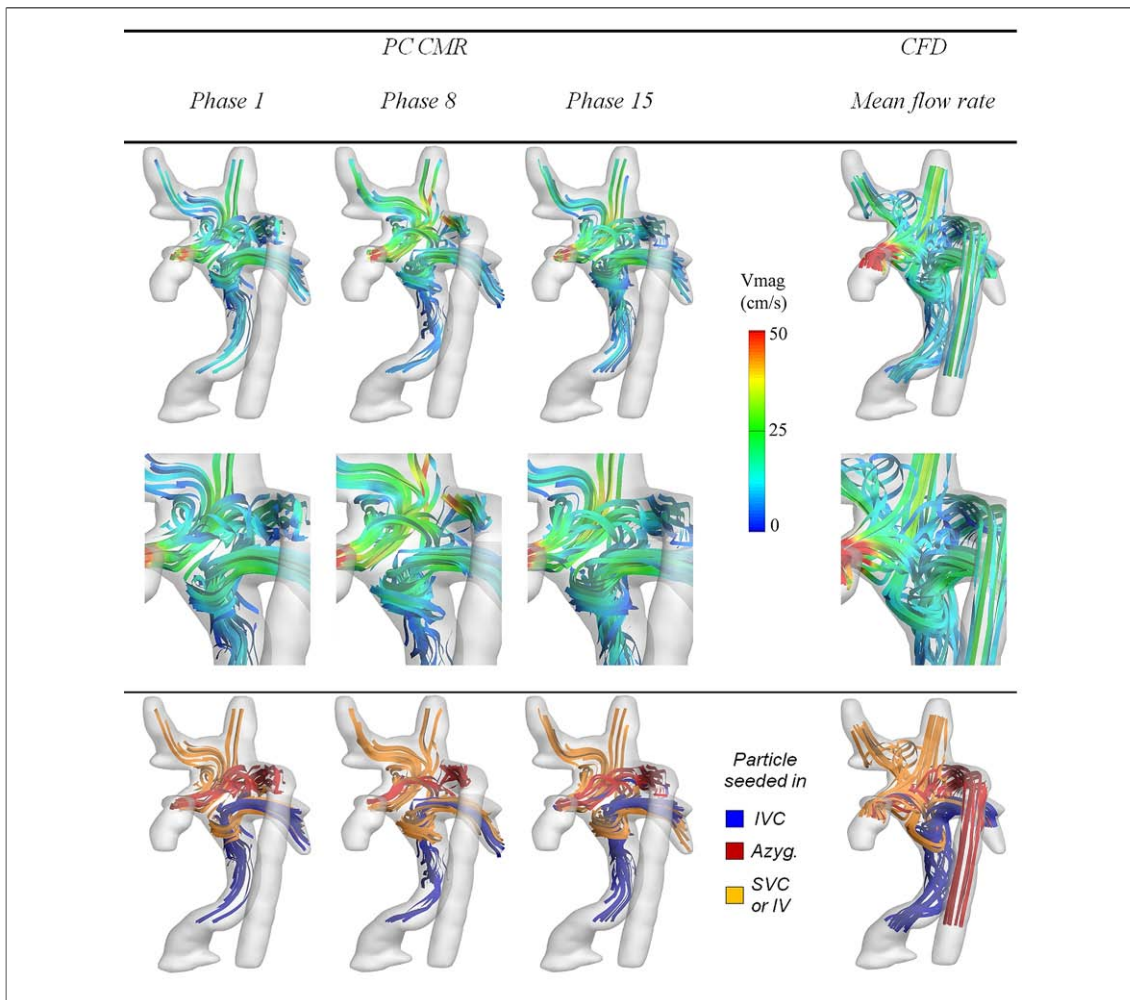 PC CMR
CFD
Phase 1
Phase 8
Phase 15
Mean flow rate
Vmag
(cm/s)
50
25
0
Particle
seeded in
IVC
Azyg.
SVC
or IV